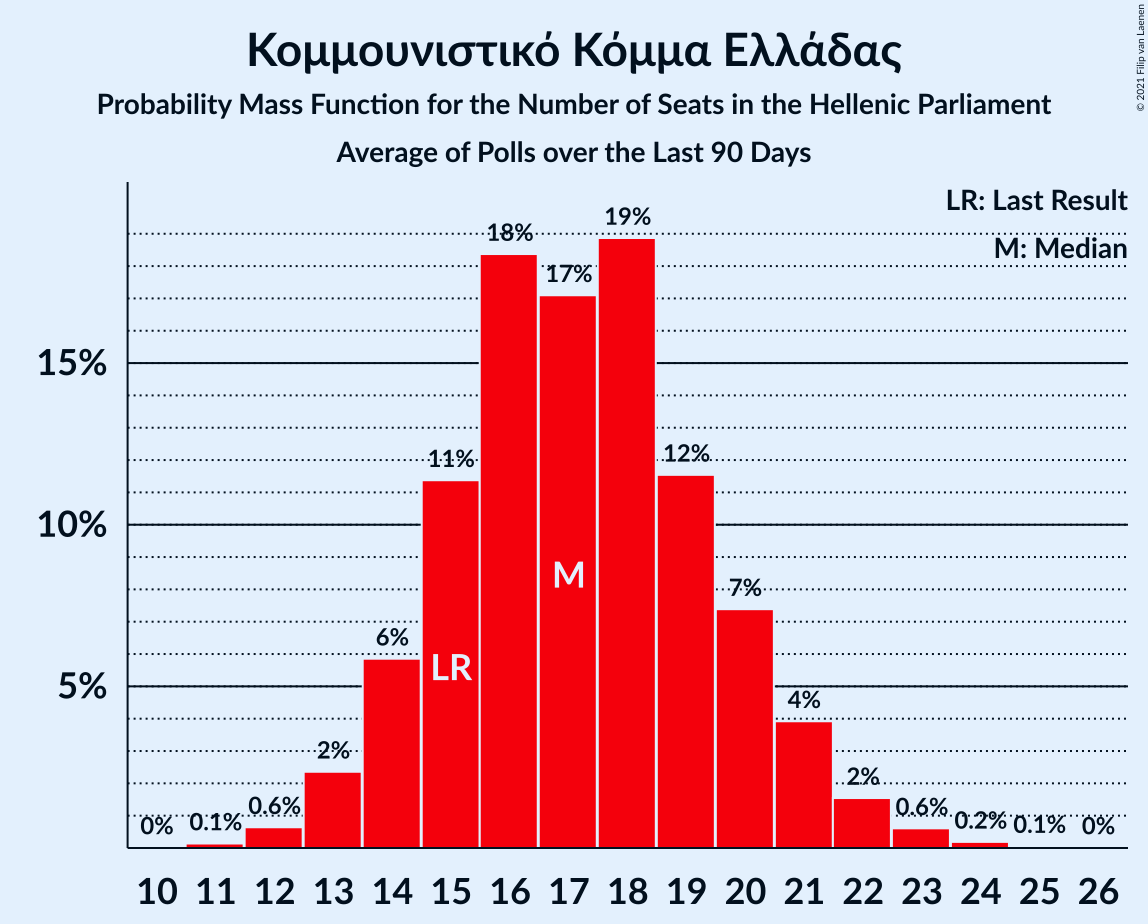 Κομμουνιστικό Κόμμα Ελλάδας
Probability Mass Function for the Number of Seats in the Hellenic Parliament
Average of Polls over the Last 90 Days
© 2021 Filip van Laenen
LR: Last Result
M: Median
15%
10%
5%
0%
0.1%
0.6%
2%
6%
11%
18%
17%
19%
12%
7%
4%
2%
0.6%
0.2%
0.1%
0%
LR
M
10 11 12 13 14 15 16 17 18 19 20 21 22 23 24 25 26